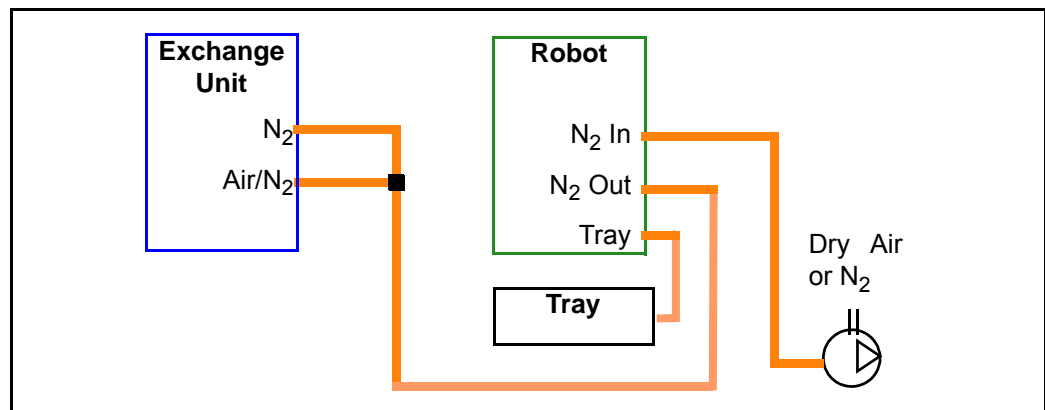 Exchange
Unit
N₂
Air/N₂
Robot
N₂ In
N₂ Out
Tray
Tray
Dry Air
or N₂